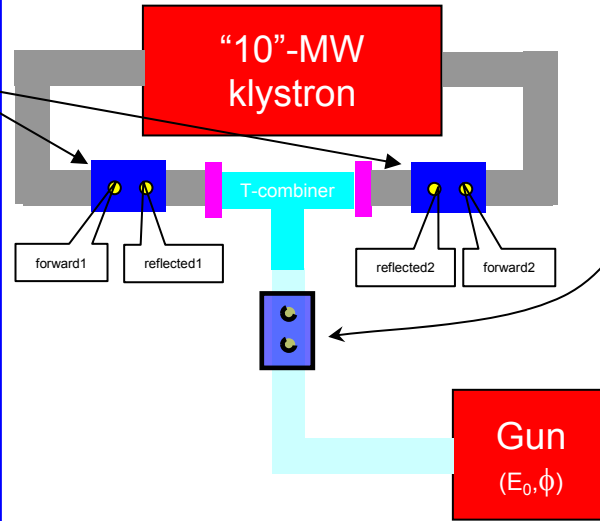 “10”-MW
klystron
T-combiner
forward1
reflected1
reflected2
forward2
Gun
(E₀,ϕ)